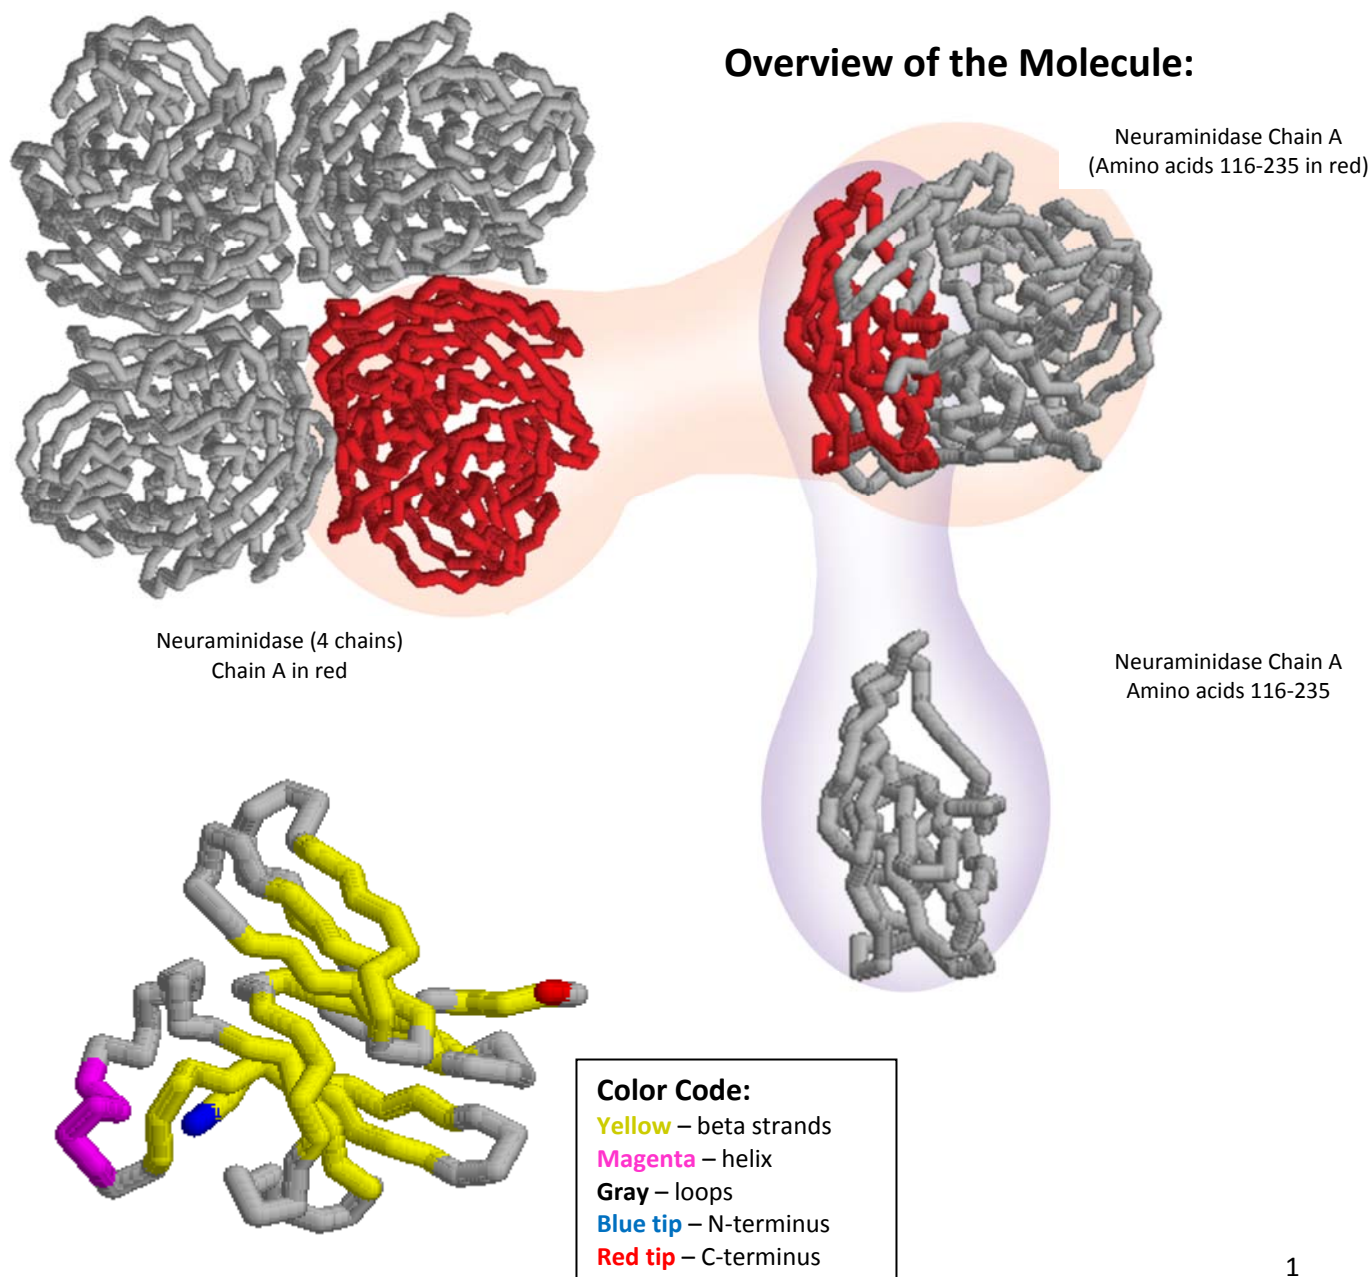 Overview of the Molecule:
Neuraminidase Chain A
(Amino acids 116-235 in red)
Neuraminidase (4 chains)
Chain A in red
Neuraminidase Chain A
Amino acids 116-235
Color Code:
Yellow – beta strands
Magenta – helix
Gray – loops
Blue tip – N-terminus
Red tip – C-terminus
1